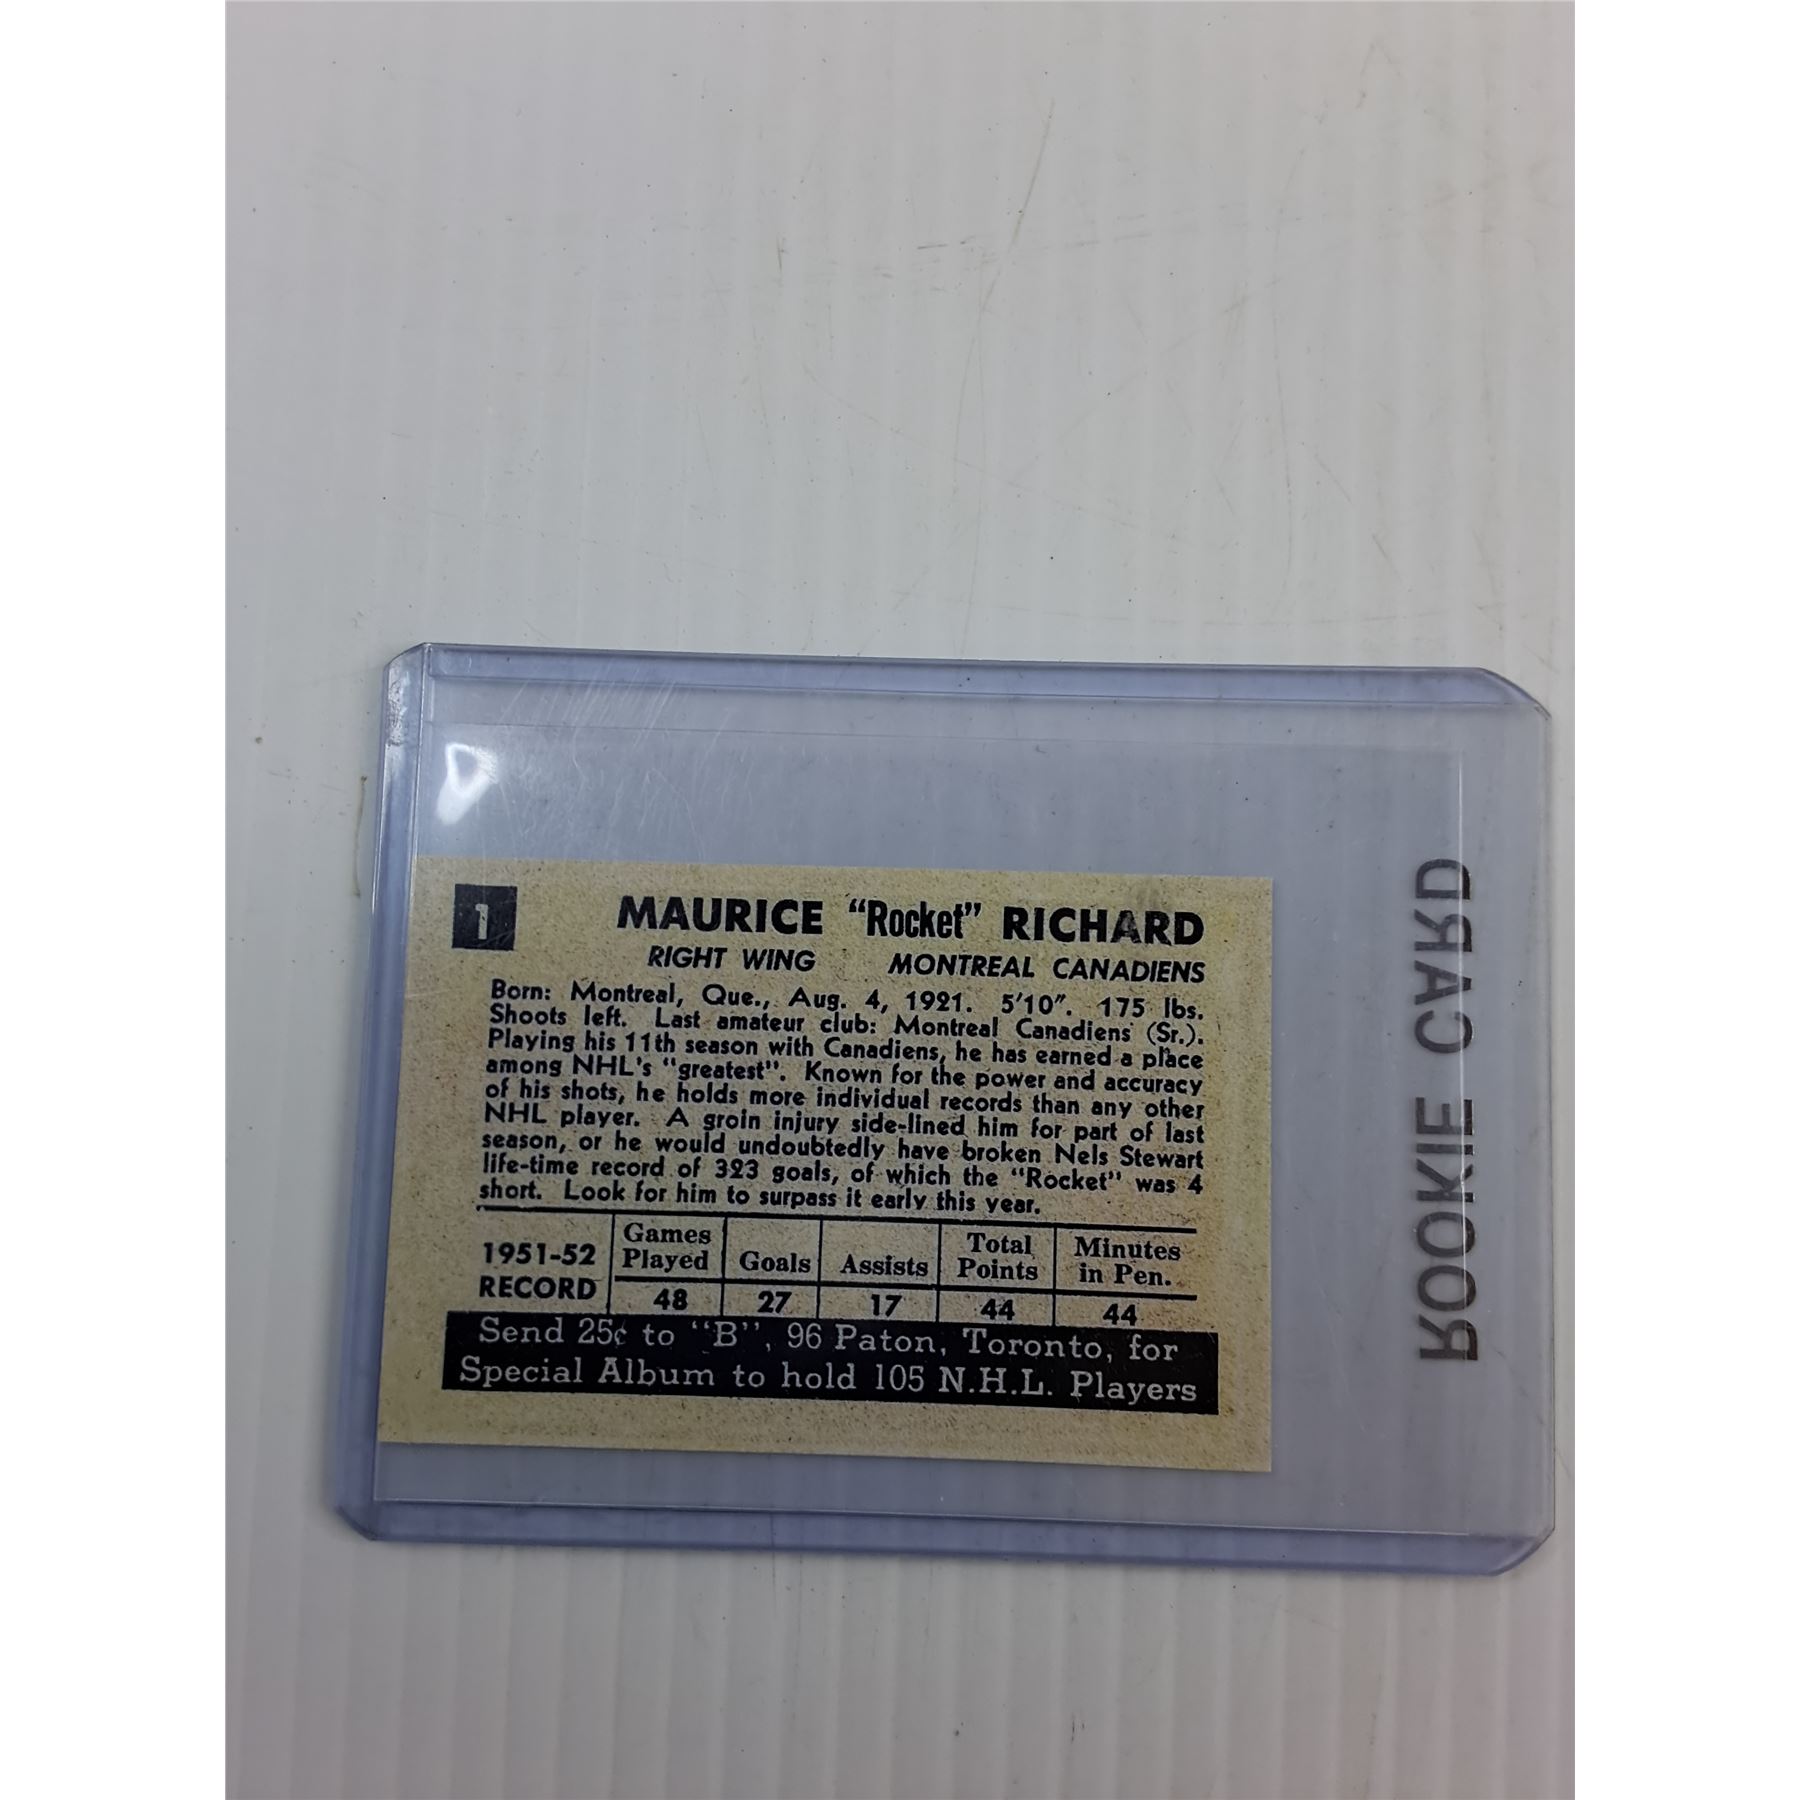 1
MAURICE "Rocket" RICHARD
RIGHT WING MONTREAL CANADIENS
Born: Montreal, Que., Aug. 4, 1921. 5'10". 175 lbs.
Shoots left. Last amateur club: Montreal Canadiens (Sr.).
Playing his 11th season with Canadiens, he has earned a place
among NHL's "greatest". Known for the power and accuracy
of his shots, he holds more individual records than any other
NHL player. A groin injury side-lined him for part of last
season, or he would undoubtedly have broken Nels Stewart
life-time record of 323 goals, of which the "Rocket" was 4
short. Look for him to surpass it early this year.
1951-52 RECORD
Games Played Goals Assists Total Points Minutes in Pen.
48 27 17 44 44
Send 25¢ to "B", 96 Paton, Toronto, for
Special Album to hold 105 N.H.L. Players
ROOKIE CARD